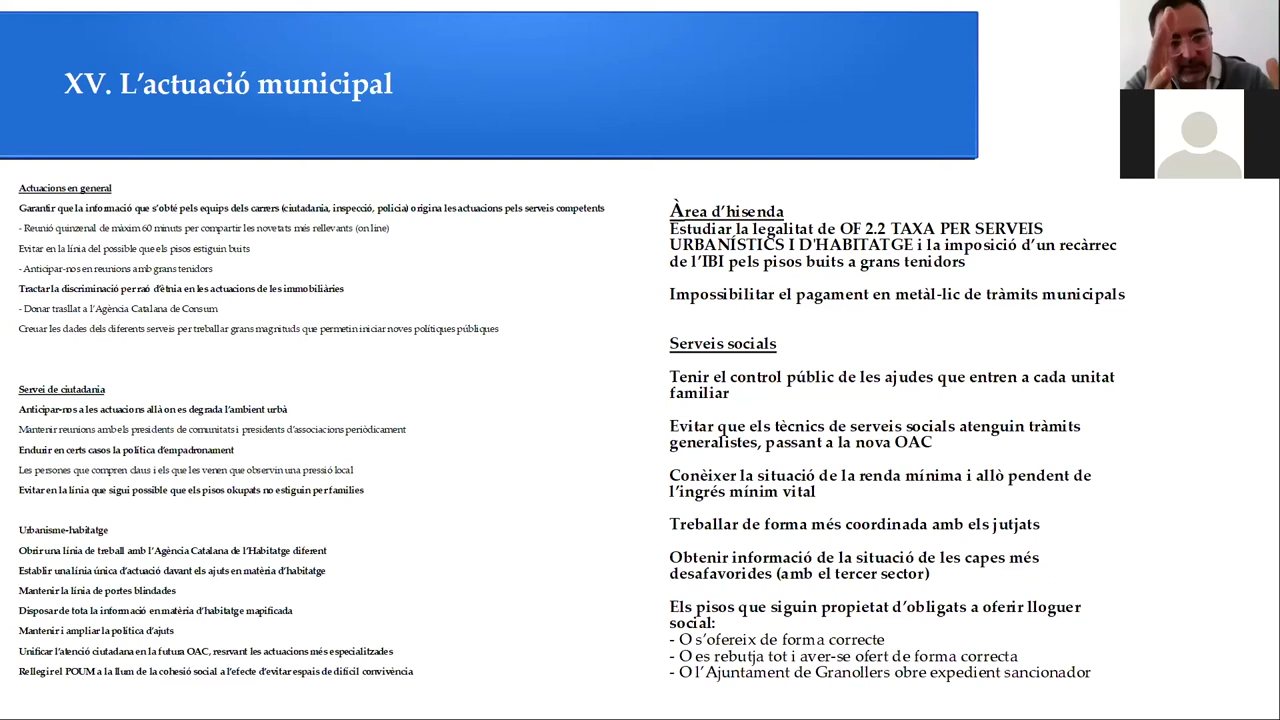 XV. L’actuació municipal
Actuacions en general
Garantir que la informació que s’obté pels equips dels carrers (ciutadania, inspecció, policia) origina les actuacions pels serveis competents
- Reunió quinzenal de màxim 60 minuts per compartir les novetats més rellevants (on line)
Evitar en la línia del possible que els pisos estiguin buits
- Anticipar-nos en reunions amb grans tenidors
Tractar la discriminació per raó d’ètnia en les actuacions de les immobiliàries
- Donar trasllat a l’Agència Catalana de Consum
Creuar les dades dels diferents serveis per treballar grans magnituds que permetin iniciar noves polítiques públiques
Servei de ciutadania
Anticipar-nos a les actuacions allà on es degrada l’ambient urbà
Mantenir reunions amb els presidents de comunitats i presidents d’associacions periòdicament
Endurir en certs casos la política d’empadronament
Les persones que compren claus i els que les venen que observin una pressió local
Evitar en la línia que sigui possible que els pisos okupats no estiguin per families
Urbanisme-habitatge
Obrir una línia de treball amb l’Agència Catalana de l’Habitatge diferent
Establir una línia única d’actuació davant els ajuts en matèria d’habitatge
Mantenir la línia de portes blindades
Disposar de tota la informació en matèria d’habitatge mapificada
Mantenir i ampliar la política d’ajuts
Unificar l’atenció ciutadana en la futura OAC, resrvant les actuacions més especialitzades
Rellegir el POUM a la llum de la cohesió social a l’efecte d’evitar espais de difícil convivència
Àrea d’hisenda
Estudiar la legalitat de OF 2.2 TAXA PER SERVEIS
URBANÍSTICS I D'HABITATGE i la imposició d’un recàrrec
de l’IBI pels pisos buits a grans tenidors
Impossibilitar el pagament en metàl-lic de tràmits municipals
Serveis socials
Tenir el control públic de les ajudes que entren a cada unitat
familiar
Evitar que els tècnics de serveis socials atenguin tràmits
generalistes, passant a la nova OAC
Conèixer la situació de la renda mínima i allò pendent de
l’ingrés mínim vital
Treballar de forma més coordinada amb els jutjats
Obtenir informació de la situació de les capes més
desafavorides (amb el tercer sector)
Els pisos que siguin propietat d’obligats a oferir lloguer
social:
- O s’ofereix de forma correcte
- O es rebutja tot i aver-se ofert de forma correcta
- O l’Ajuntament de Granollers obre expedient sancionador